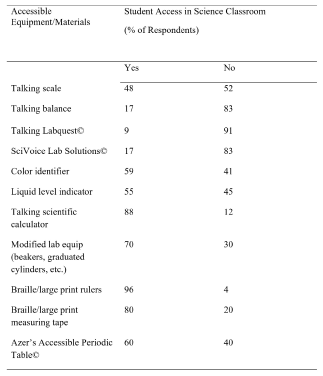 Accessible Student Access in Science Classroom
Equipment/Materials
(% of Respondents)
Yes No
Talking scale 48 52
Talking balance 17 83
Talking Labquest© 9 91
SciVoice Lab Solutions© 17 83
Color identifier 59 41
Liquid level indicator 55 45
Talking scientific 88 12
calculator
Modified lab equip 70 30
(beakers, graduated
cylinders, etc.)
Braille/large print rulers 96 4
Braille/large print 80 20
measuring tape
Azer's Accessible Periodic 60 40
Table©